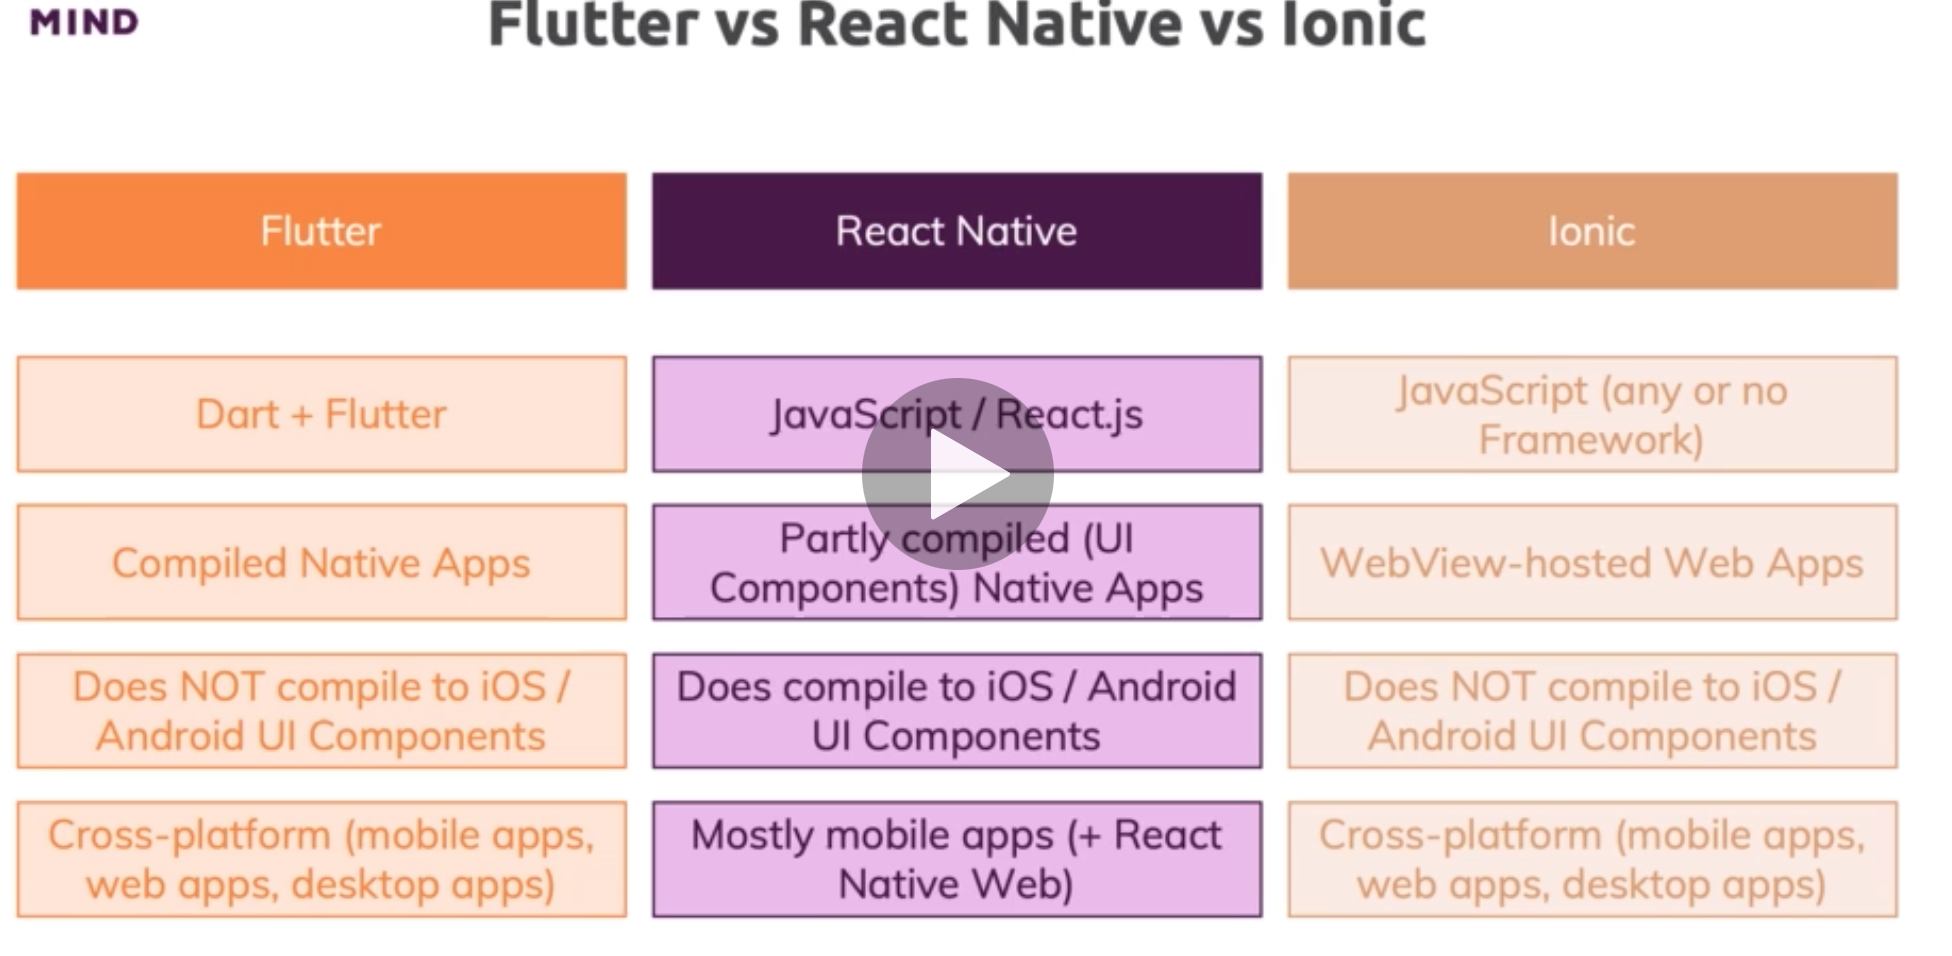 MIND
Flutter vs React Native vs Ionic
Flutter
React Native
Ionic
Dart + Flutter
JavaScript / React.js
JavaScript (any or no
Framework)
Compiled Native Apps
Partly compiled (UI
Components) Native Apps
WebView-hosted Web Apps
Does NOT compile to iOS /
Android UI Components
Does compile to iOS / Android
UI Components
Does NOT compile to iOS /
Android UI Components
Cross-platform (mobile apps,
web apps, desktop apps)
Mostly mobile apps (+ React
Native Web)
Cross-platform (mobile apps,
web apps, desktop apps)